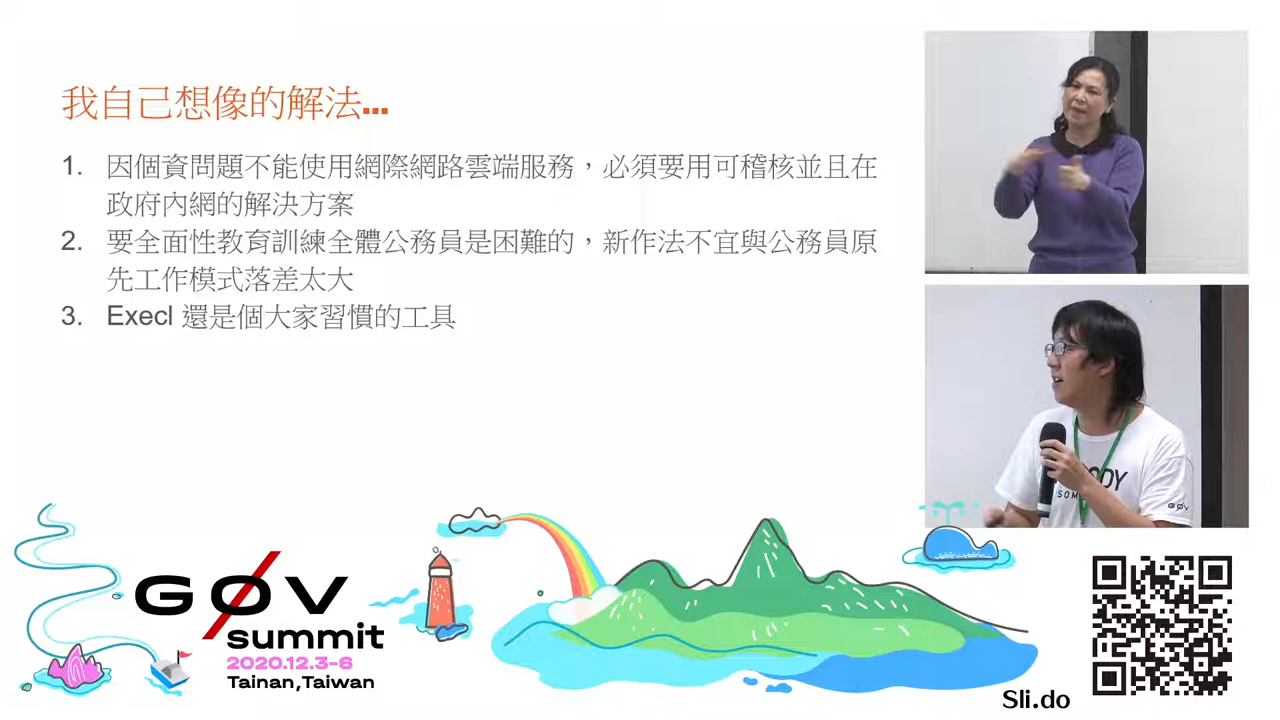 我自己想像的解法...
1. 因個資問題不能使用網際網路雲端服務，必須要用可稽核並且在
政府內網的解決方案
2. 要全面性教育訓練全體公務員是困難的，新作法不宜與公務員原
先工作模式落差太大
3. Execl 還是個大家習慣的工具
GØV
summit
2020.12.3-6
Tainan,Taiwan
GØV
Sli.do